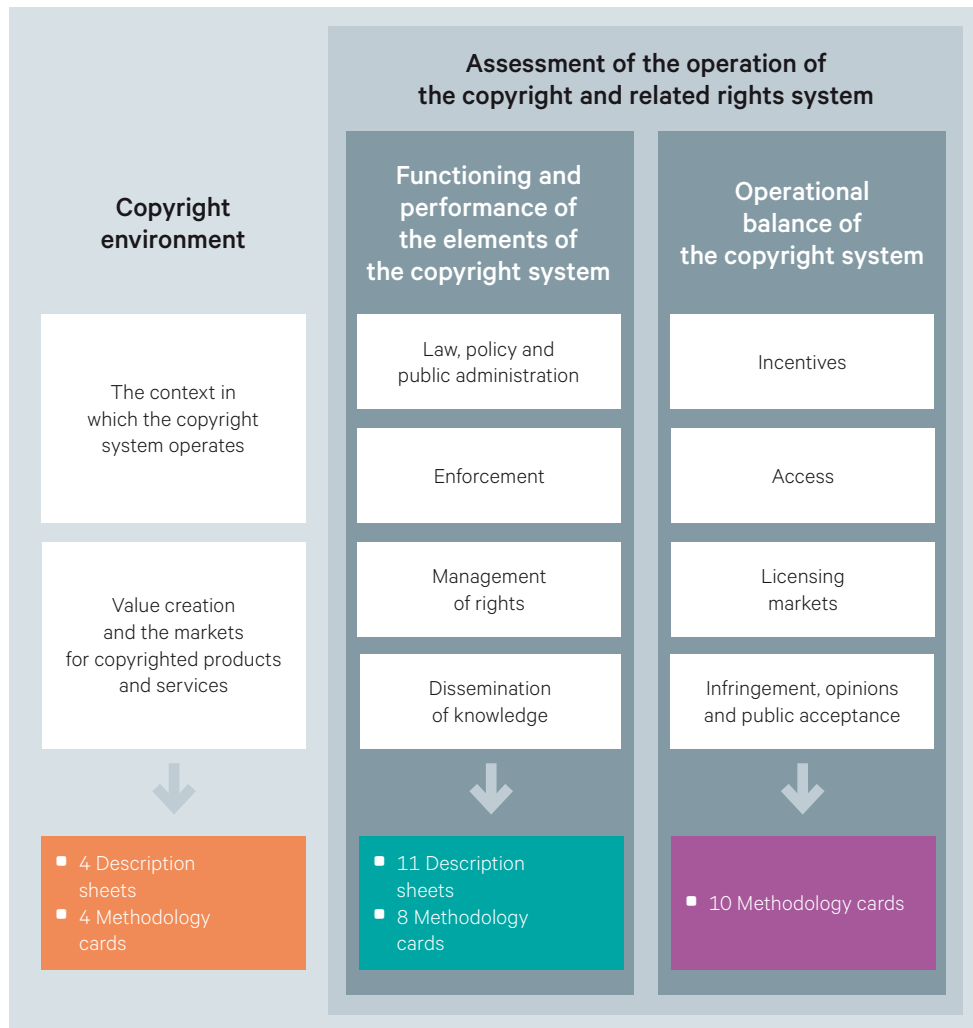 Assessment of the operation of
the copyright and related rights system
Copyright
environment
The context in
which the copyright
system operates
Value creation
and the markets
for copyrighted products
and services
4 Description
sheets
4 Methodology
cards
Functioning and
performance of
the elements of
the copyright system
Law, policy and
public administration
Enforcement
Management
of rights
Dissemination
of knowledge
11 Description
sheets
8 Methodology
cards
Operational
balance of
the copyright system
Incentives
Access
Licensing
markets
Infringement, opinions
and public acceptance
10 Methodology cards